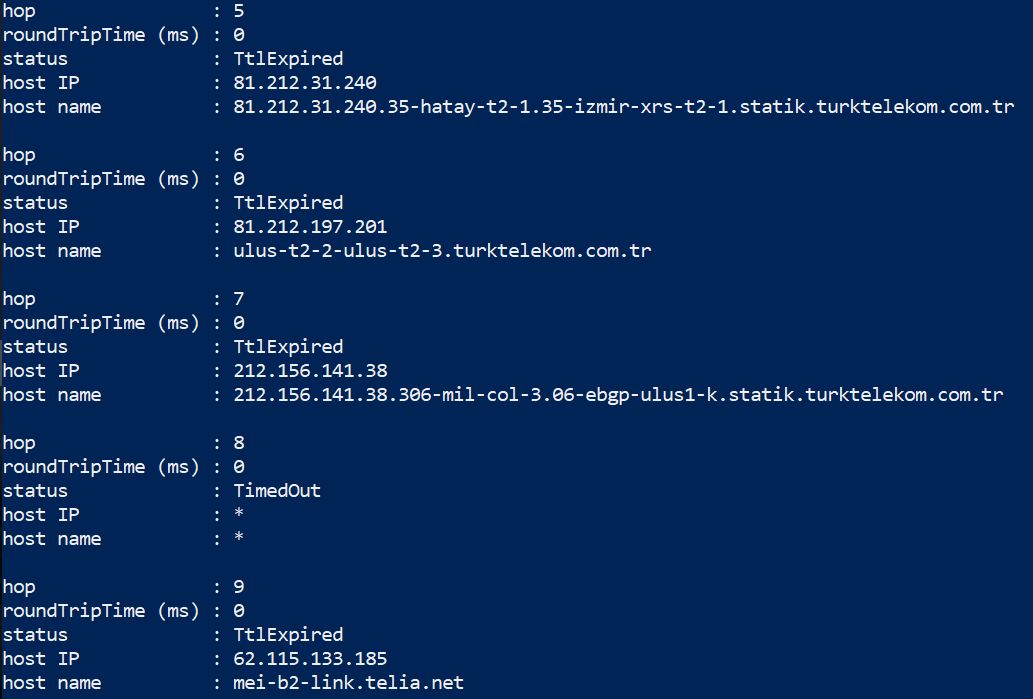 hop : 5
roundTripTime (ms) : 0
status : TtlExpired
host IP : 81.212.31.240
host name : 81.212.31.240.35-hatay-t2-1.35-izmir-xrs-t2-1.statik.turktelekom.com.tr
hop : 6
roundTripTime (ms) : 0
status : TtlExpired
host IP : 81.212.197.201
host name : ulus-t2-2-ulus-t2-3.turktelekom.com.tr
hop : 7
roundTripTime (ms) : 0
status : TtlExpired
host IP : 212.156.141.38
host name : 212.156.141.38.306-mil-col-3.06-ebgp-ulus1-k.statik.turktelekom.com.tr
hop : 8
roundTripTime (ms) : 0
status : TimedOut
host IP : *
host name : *
hop : 9
roundTripTime (ms) : 0
status : TtlExpired
host IP : 62.115.133.185
host name : mei-b2-link.telia.net